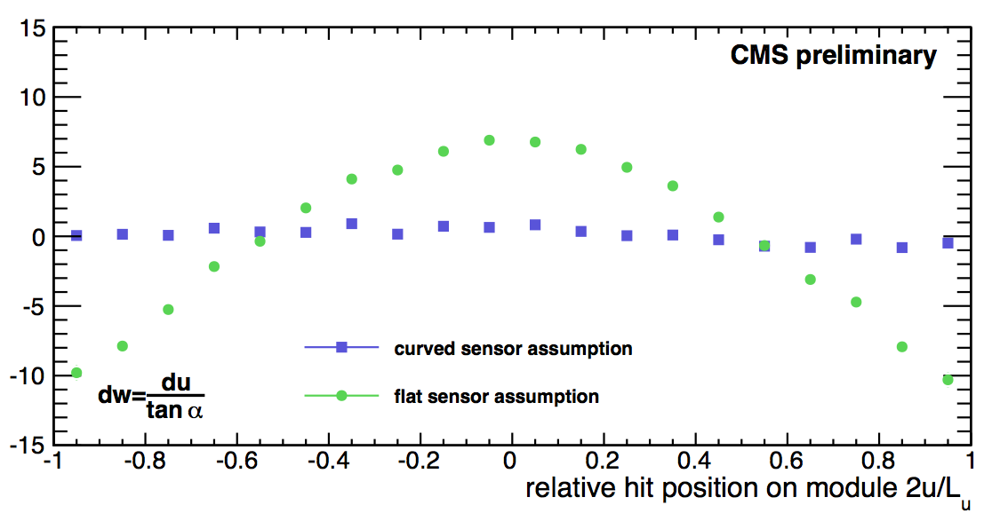 15
CMS preliminary
10
5
0
-5
curved sensor assumption
-10
dw=du/tan α
flat sensor assumption
-15
-1 -0.8 -0.6 -0.4 -0.2 0 0.2 0.4 0.6 0.8 1
relative hit position on module 2u/Lu